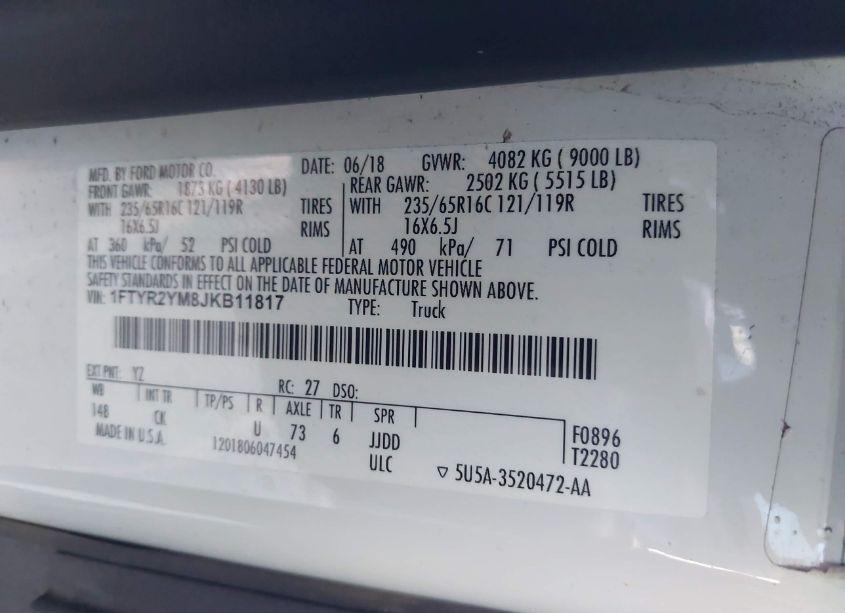 MFD. BY FORD MOTOR CO. DATE: 06/18 GVWR: 4082 KG ( 9000 LB)
FRONT GAWR: 1873 KG ( 4130 LB) REAR GAWR: 2502 KG ( 5515 LB)
WITH 235/65R16C 121/119R TIRES WITH 235/65R16C 121/119R TIRES
16X6.5J RIMS 16X6.5J RIMS
AT 360 kPa/ 52 PSI COLD AT 490 kPa/ 71 PSI COLD
THIS VEHICLE CONFORMS TO ALL APPLICABLE FEDERAL MOTOR VEHICLE
SAFETY STANDARDS IN EFFECT ON THE DATE OF MANUFACTURE SHOWN ABOVE.
VIN: 1FTYR2YM8JKB11817 TYPE: Truck
EXT PNT: YZ RC: 27 DSO:
WB INT TR TP/PS R AXLE TR SPR
148 CK U 73 6 JJDD F0896
MADE IN U.S.A. 1201806047454 ULC T2280
▽ 5U5A-3520472-AA